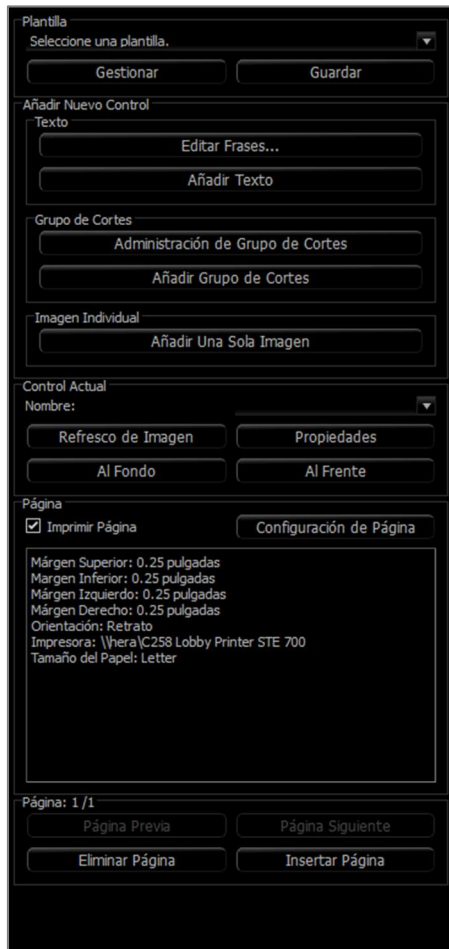 Plantilla
Seleccione una plantilla.
Gestionar Guardar
Añadir Nuevo Control
Texto
Editar Frases...
Añadir Texto
Grupo de Cortes
Administración de Grupo de Cortes
Añadir Grupo de Cortes
Imagen Individual
Añadir Una Sola Imagen
Control Actual
Nombre:
Refresco de Imagen Propiedades
Al Fondo Al Frente
Página
Imprimir Página Configuración de Página
Márgen Superior: 0.25 pulgadas
Margen Inferior: 0.25 pulgadas
Márgen Izquierdo: 0.25 pulgadas
Márgen Derecho: 0.25 pulgadas
Orientación: Retrato
Impresora: \\hera\C258 Lobby Printer STE 700
Tamaño del Papel: Letter
Página: 1 /1
Página Previa Página Siguiente
Eliminar Página Insertar Página